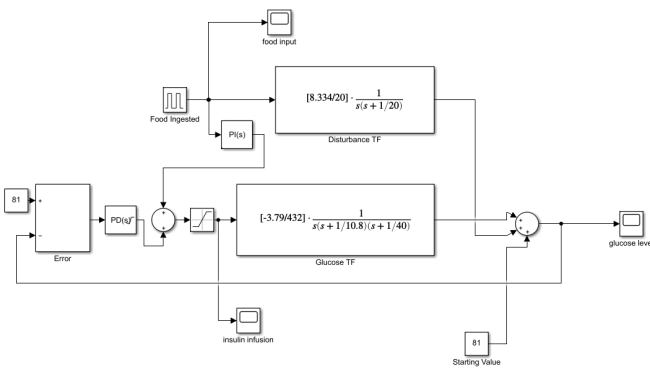 food input
[8.334/20] · 1/(s(s + 1/20))
Food Ingested
Disturbance TF
PI(s)
81
+
−
Error
PD(s)
+
+
[-3.79/432] · 1/(s(s + 1/10.8)(s + 1/40))
Glucose TF
+
+
+
glucose leve
insulin infusion
81
Starting Value